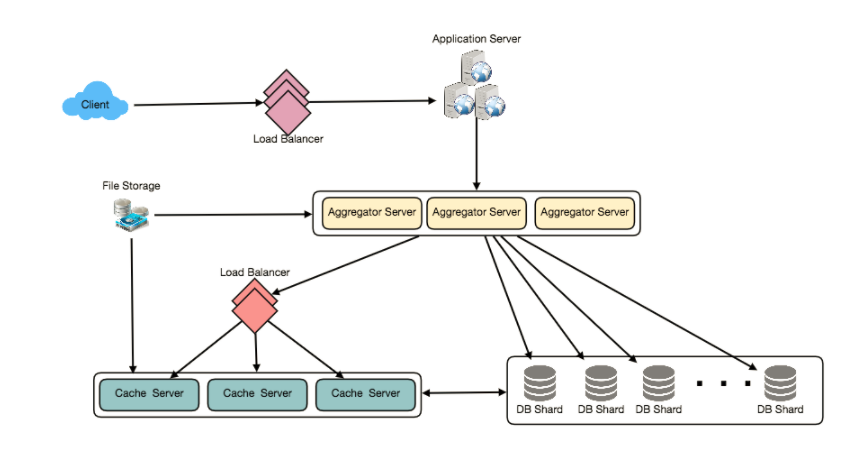 Application Server
Client
Load Balancer
File Storage
Aggregator Server
Aggregator Server
Aggregator Server
Load Balancer
Cache Server
Cache Server
Cache Server
DB Shard
DB Shard
DB Shard
DB Shard